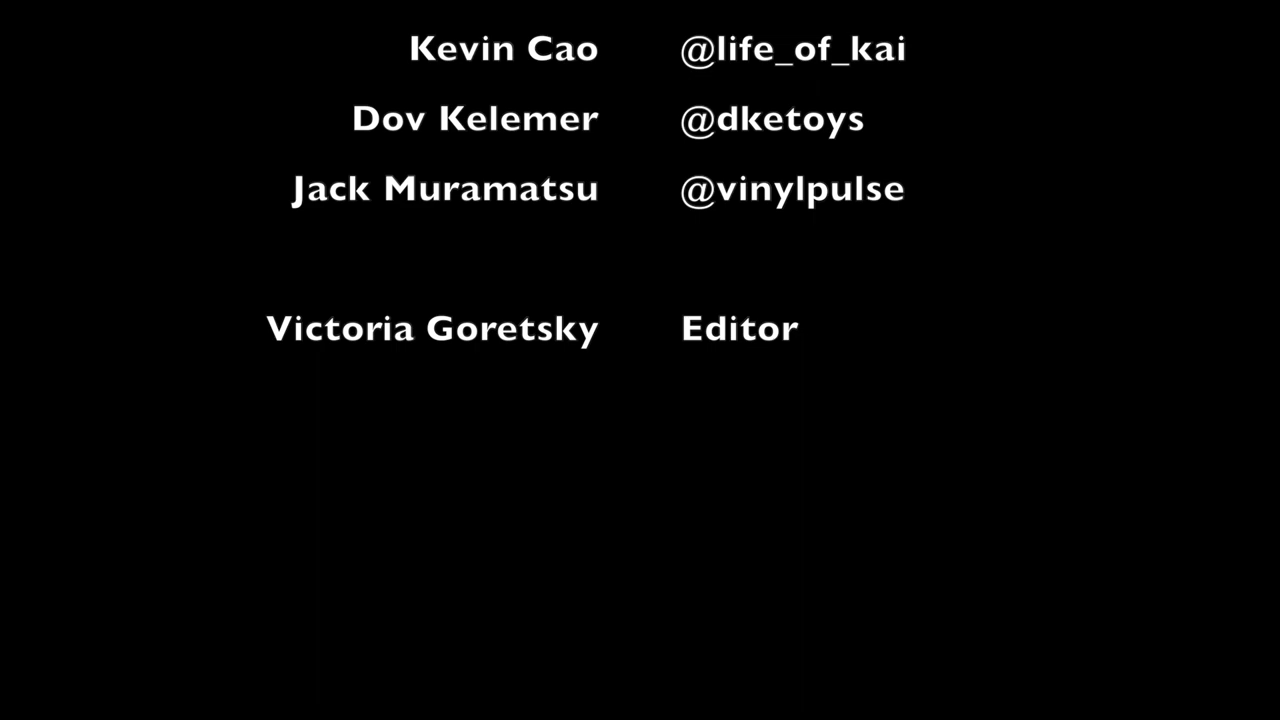 Kevin Cao @life_of_kai
Dov Kelemer @dketoys
Jack Muramatsu @vinylpulse
Victoria Goretsky Editor